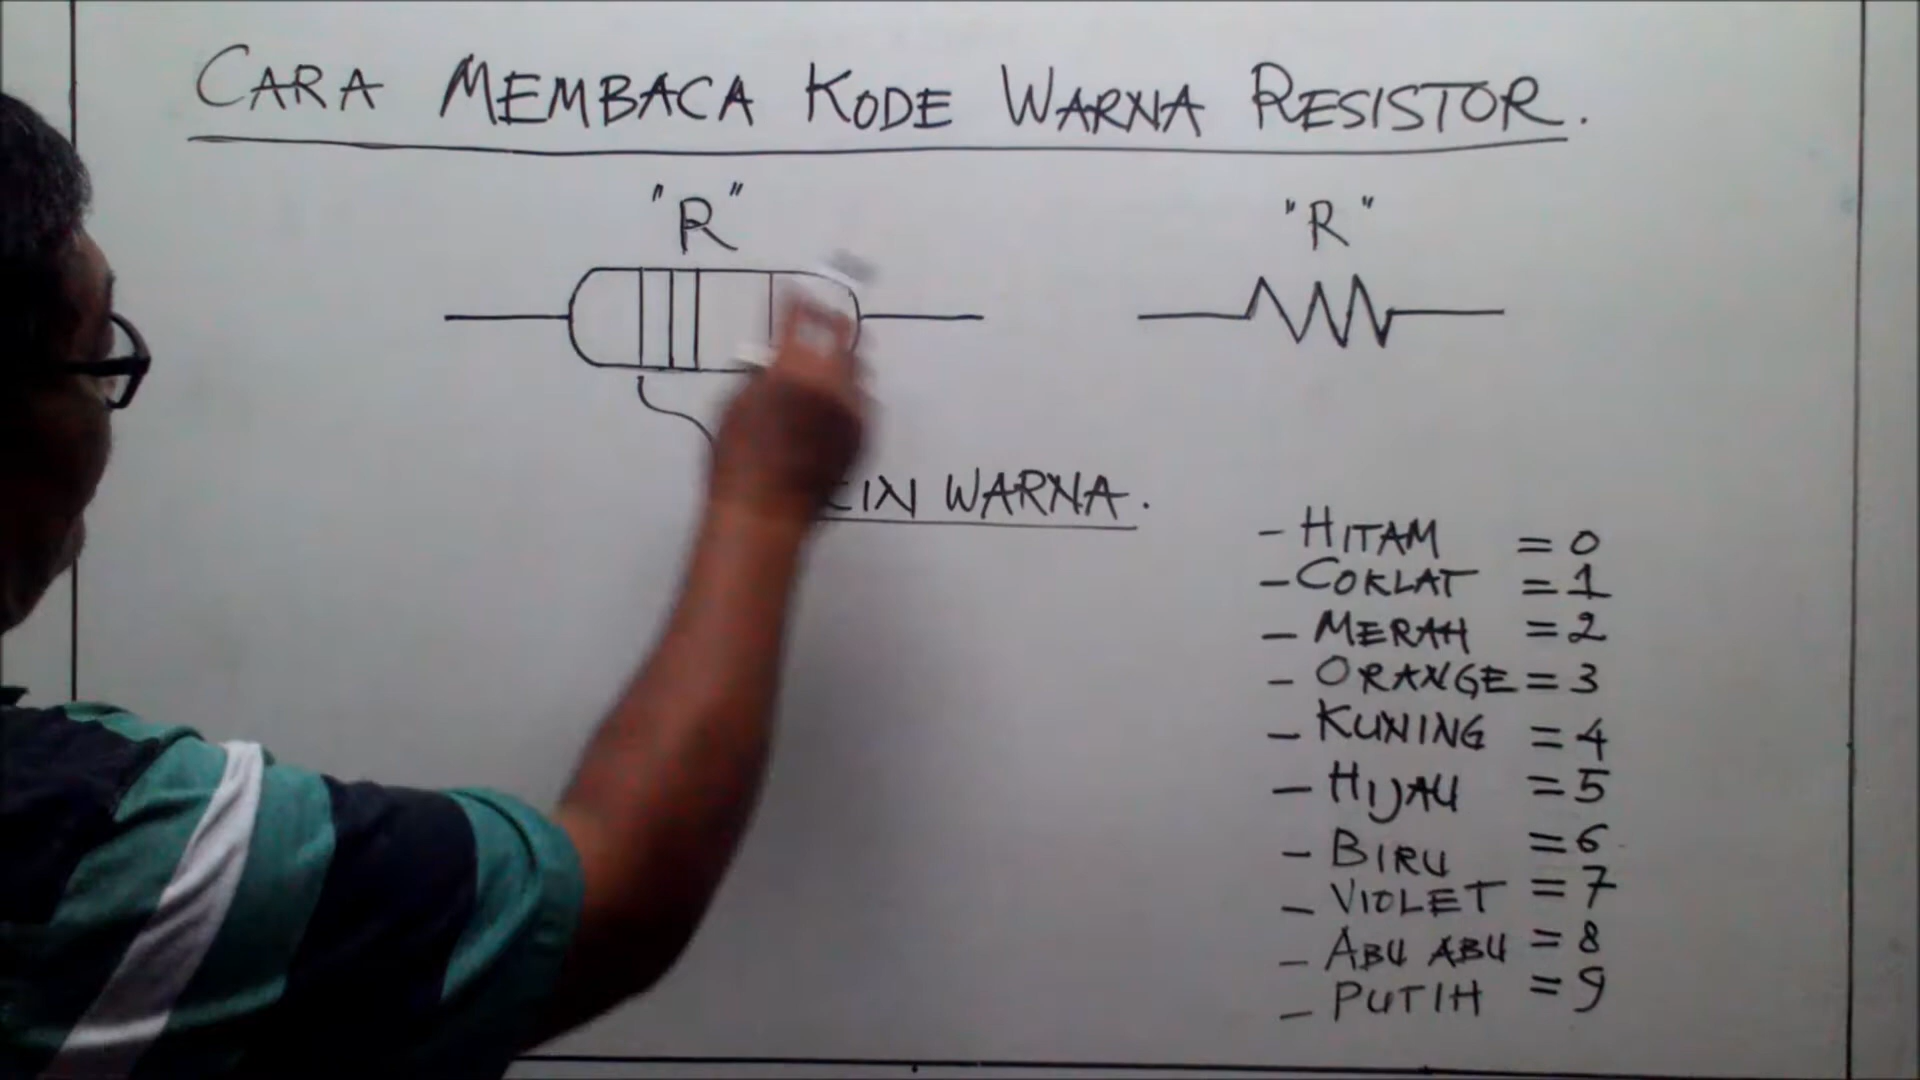 CARA MEMBACA KODE WARNA RESISTOR.
"R"
"R"
WARNA.
- HITAM = 0
- COKLAT = 1
- MERAH = 2
- ORANGE = 3
- KUNING = 4
- HIJAU = 5
- BIRU = 6
- VIOLET = 7
- ABU ABU = 8
- PUTIH = 9